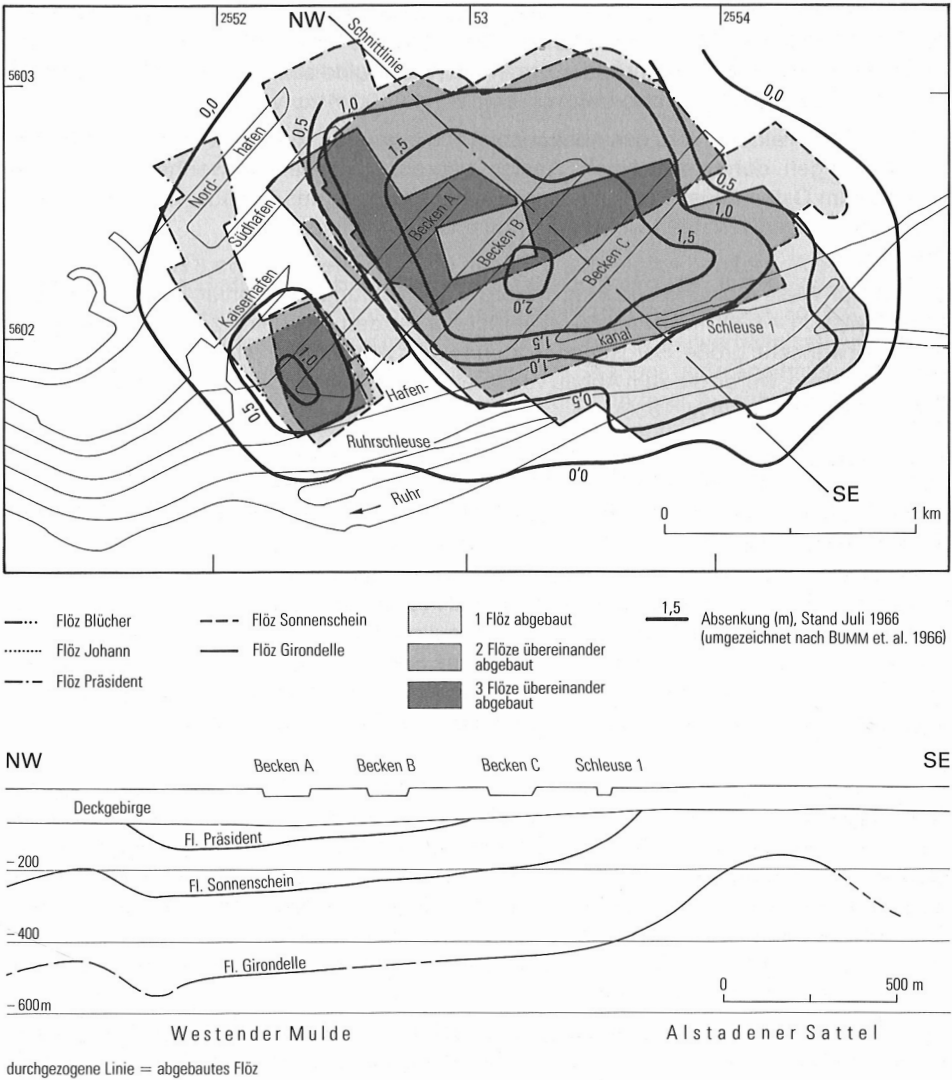 NW
2552
53
2554
5603
5602
Schnittlinie
0,0
0,5
1,0
1,5
0,0
Nord-
hafen
Südhafen
Kaiserhafen
Becken A
Becken B
Becken C
0,5
1,0
1,5
2,0
1,0
0,5
1,5
1,0
0,5
kanal
Schleuse 1
Hafen-
Ruhrschleuse
Ruhr
0,0
SE
0
1 km
Flöz Blücher
Flöz Johann
Flöz Präsident
Flöz Sonnenschein
Flöz Girondelle
1 Flöz abgebaut
2 Flöze übereinander
abgebaut
3 Flöze übereinander
abgebaut
1,5
Absenkung (m), Stand Juli 1966
(umgezeichnet nach BUMM et. al. 1966)
NW
SE
Becken A
Becken B
Becken C
Schleuse 1
Deckgebirge
Fl. Präsident
– 200
Fl. Sonnenschein
– 400
Fl. Girondelle
– 600m
0
500 m
Westender Mulde
Alstadener Sattel
durchgezogene Linie = abgebautes Flöz